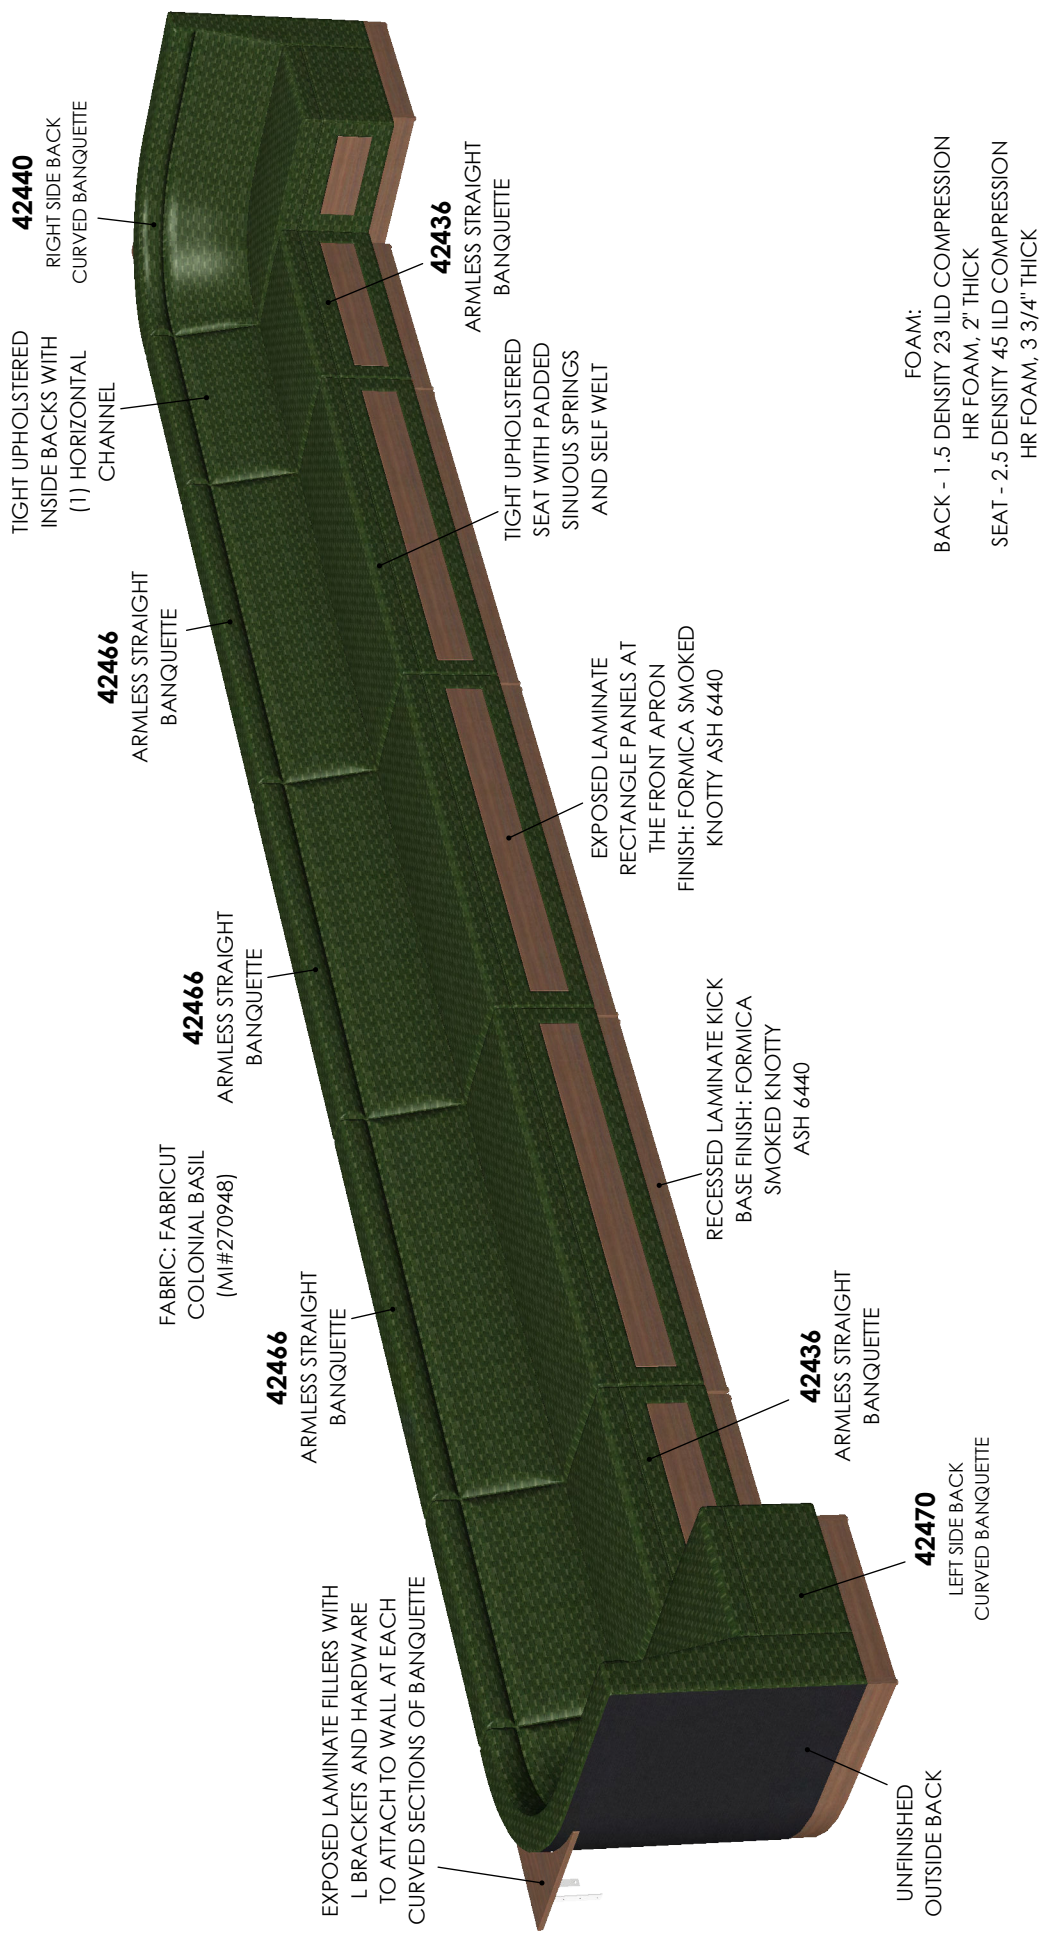 42440
RIGHT SIDE BACK
CURVED BANQUETTE
TIGHT UPHOLSTERED
INSIDE BACKS WITH
(1) HORIZONTAL
CHANNEL
42466
ARMLESS STRAIGHT
BANQUETTE
42466
ARMLESS STRAIGHT
BANQUETTE
FABRIC: FABRICUT
COLONIAL BASIL
(MI#270948)
42466
ARMLESS STRAIGHT
BANQUETTE
EXPOSED LAMINATE FILLERS WITH
L BRACKETS AND HARDWARE
TO ATTACH TO WALL AT EACH
CURVED SECTIONS OF BANQUETTE
42436
ARMLESS STRAIGHT
BANQUETTE
TIGHT UPHOLSTERED
SEAT WITH PADDED
SINUOUS SPRINGS
AND SELF WELT
EXPOSED LAMINATE
RECTANGLE PANELS AT
THE FRONT APRON
FINISH: FORMICA SMOKED
KNOTTY ASH 6440
RECESSED LAMINATE KICK
BASE FINISH: FORMICA
SMOKED KNOTTY
ASH 6440
42436
ARMLESS STRAIGHT
BANQUETTE
42470
LEFT SIDE BACK
CURVED BANQUETTE
UNFINISHED
OUTSIDE BACK
FOAM:
BACK - 1.5 DENSITY 23 ILD COMPRESSION
HR FOAM, 2" THICK
SEAT - 2.5 DENSITY 45 ILD COMPRESSION
HR FOAM, 3 3/4" THICK